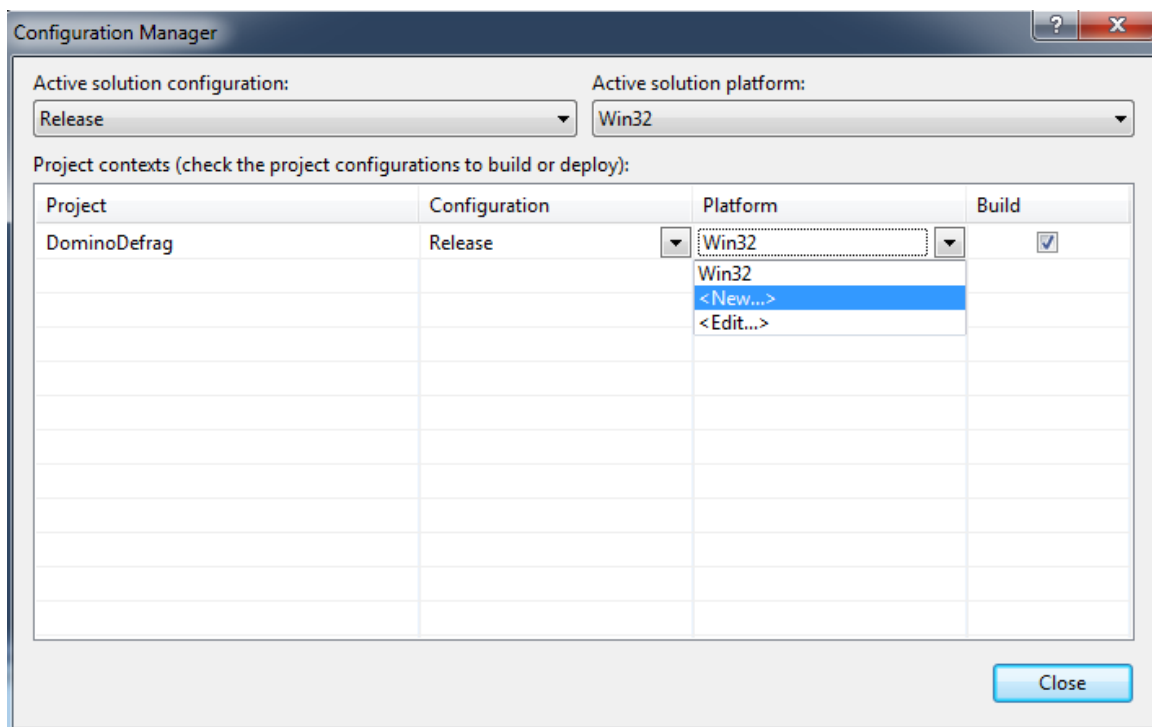 Configuration Manager
?
X
Active solution configuration: Active solution platform:
Release Win32
Project contexts (check the project configurations to build or deploy):
Project Configuration Platform Build
DominoDefrag Release Win32
Win32
<New...>
<Edit...>
Close